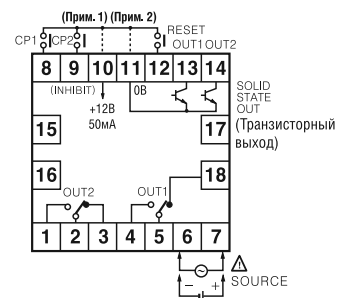 (Прим. 1) (Прим. 2)
RESET
CP1 CP2 OUT1 OUT2
8 9 10 11 12 13 14
(INHIBIT) 0В
+12В
50мА
SOLID
STATE
OUT
(Транзисторный
выход)
15 17
16 18
OUT2 OUT1
1 2 3 4 5 6 7
− +
SOURCE